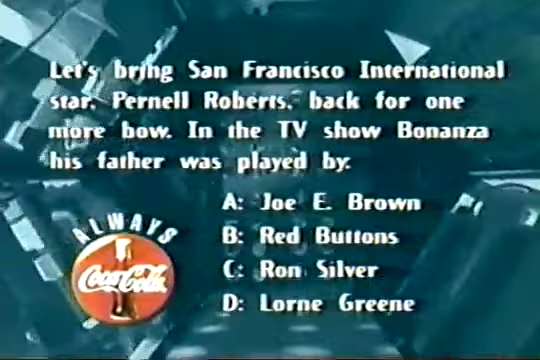 Let's bring San Francisco International
star, Pernell Roberts, back for one
more bow. In the TV show Bonanza
his father was played by:
A: Joe E. Brown
B: Red Buttons
C: Ron Silver
D: Lorne Greene
ALWAYS
Coca-Cola